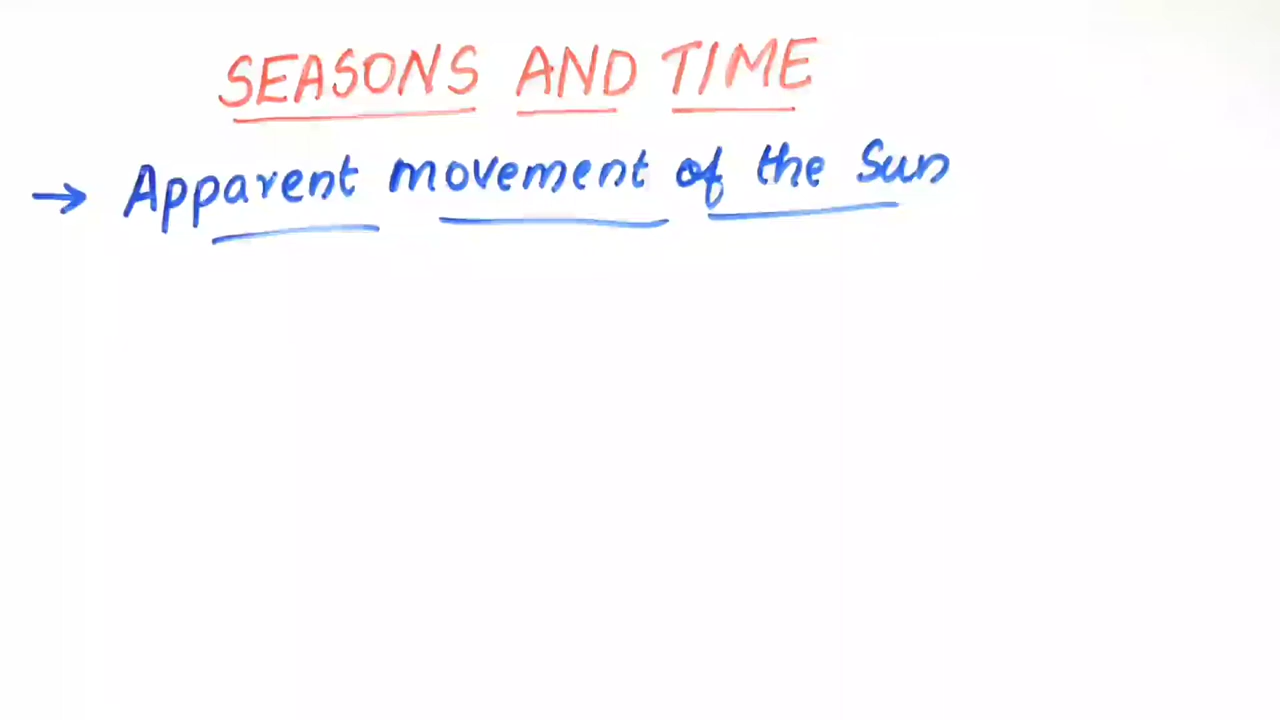 SEASONS AND TIME
→ Apparent movement of the Sun